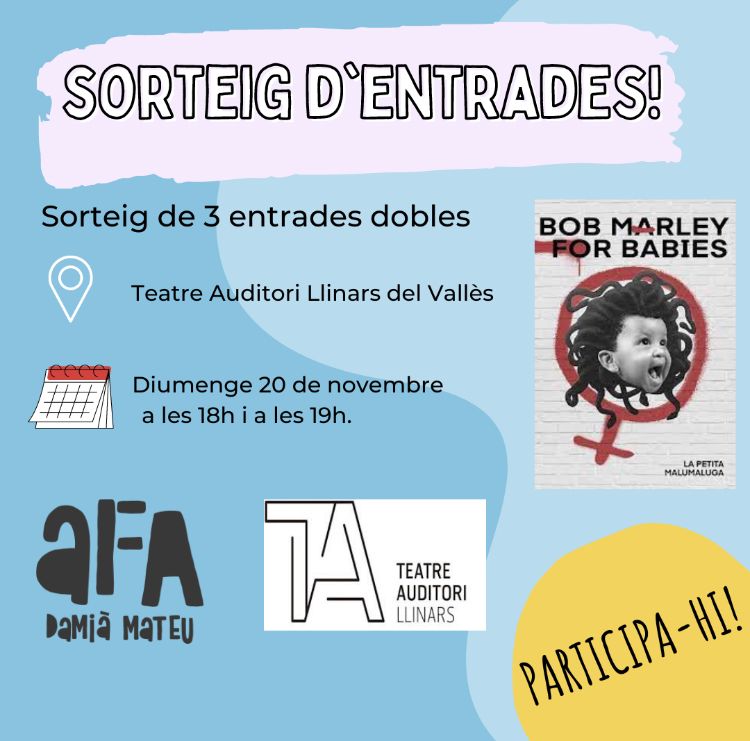 SORTEIG D`ENTRADES!
Sorteig de 3 entrades dobles
Teatre Auditori Llinars del Vallès
Diumenge 20 de novembre
a les 18h i a les 19h.
BOB MARLEY
FOR BABIES
LA PETITA
MALUMALUGA
aFA
DAMIÀ MATEU
TA
TEATRE
AUDITORI
LLINARS
PARTICIPA-HI!